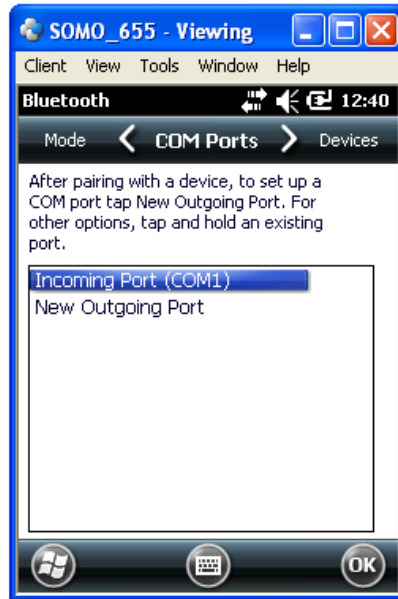 SOMO_655 - Viewing
Client View Tools Window Help
Bluetooth 12:40
Mode COM Ports Devices
After pairing with a device, to set up a
COM port tap New Outgoing Port. For
other options, tap and hold an existing
port.
Incoming Port (COM1)
New Outgoing Port
OK